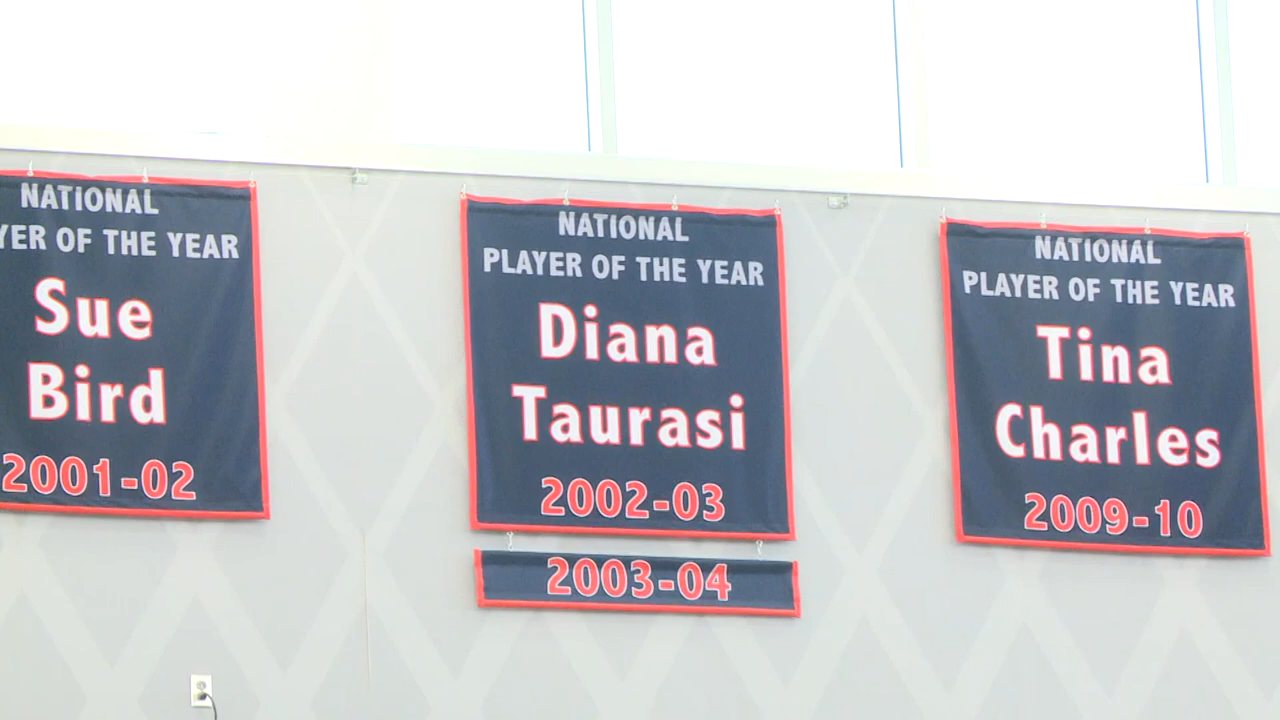 NATIONAL
YER OF THE YEAR
Sue
Bird
2001-02
NATIONAL
PLAYER OF THE YEAR
Diana
Taurasi
2002-03
2003-04
NATIONAL
PLAYER OF THE YEAR
Tina
Charles
2009-10